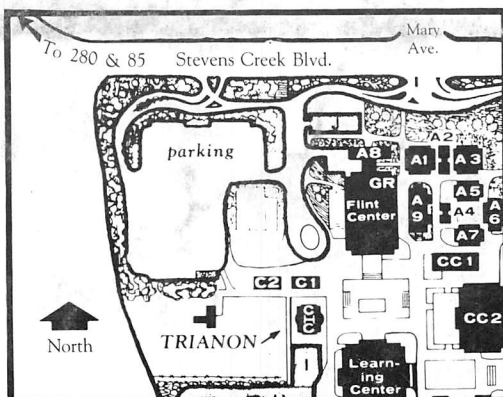 To 280 & 85
Stevens Creek Blvd.
Mary
Ave.
parking
J
A2
A8
A1
A3
GR
Flint
Center
A
9
A5
A4
A
6
A7
CC1
C2
C1
CHC
CC2
North
TRIANON
I
Learn-
ing
Center